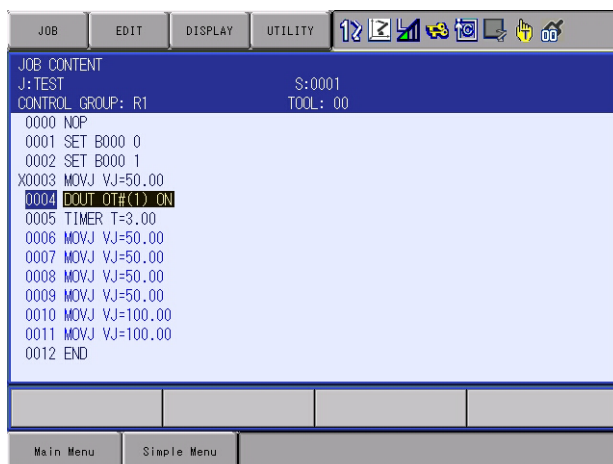 JOB EDIT DISPLAY UTILITY
JOB CONTENT
J:TEST S:0001
CONTROL GROUP: R1 TOOL: 00
0000 NOP
0001 SET B000 0
0002 SET B000 1
X0003 MOVJ VJ=50.00
0004 DOUT OT#(1) ON
0005 TIMER T=3.00
0006 MOVJ VJ=50.00
0007 MOVJ VJ=50.00
0008 MOVJ VJ=50.00
0009 MOVJ VJ=50.00
0010 MOVJ VJ=100.00
0011 MOVJ VJ=100.00
0012 END
Main Menu Simple Menu